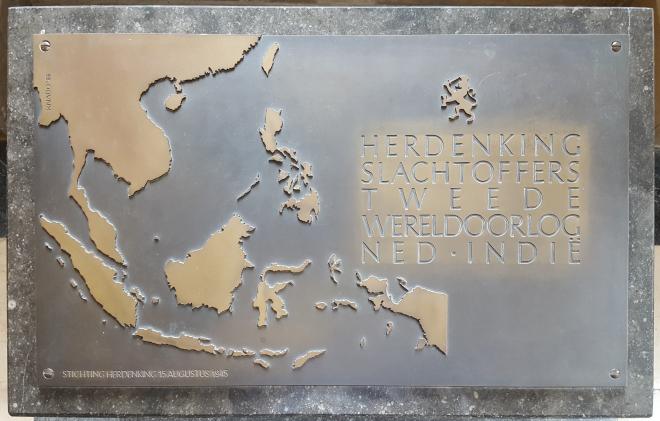 HERDENKING
SLACHTOFFERS
TWEEDE
WERELDOORLOG
NED · INDIË
STICHTING HERDENKING 15 AUGUSTUS 1945